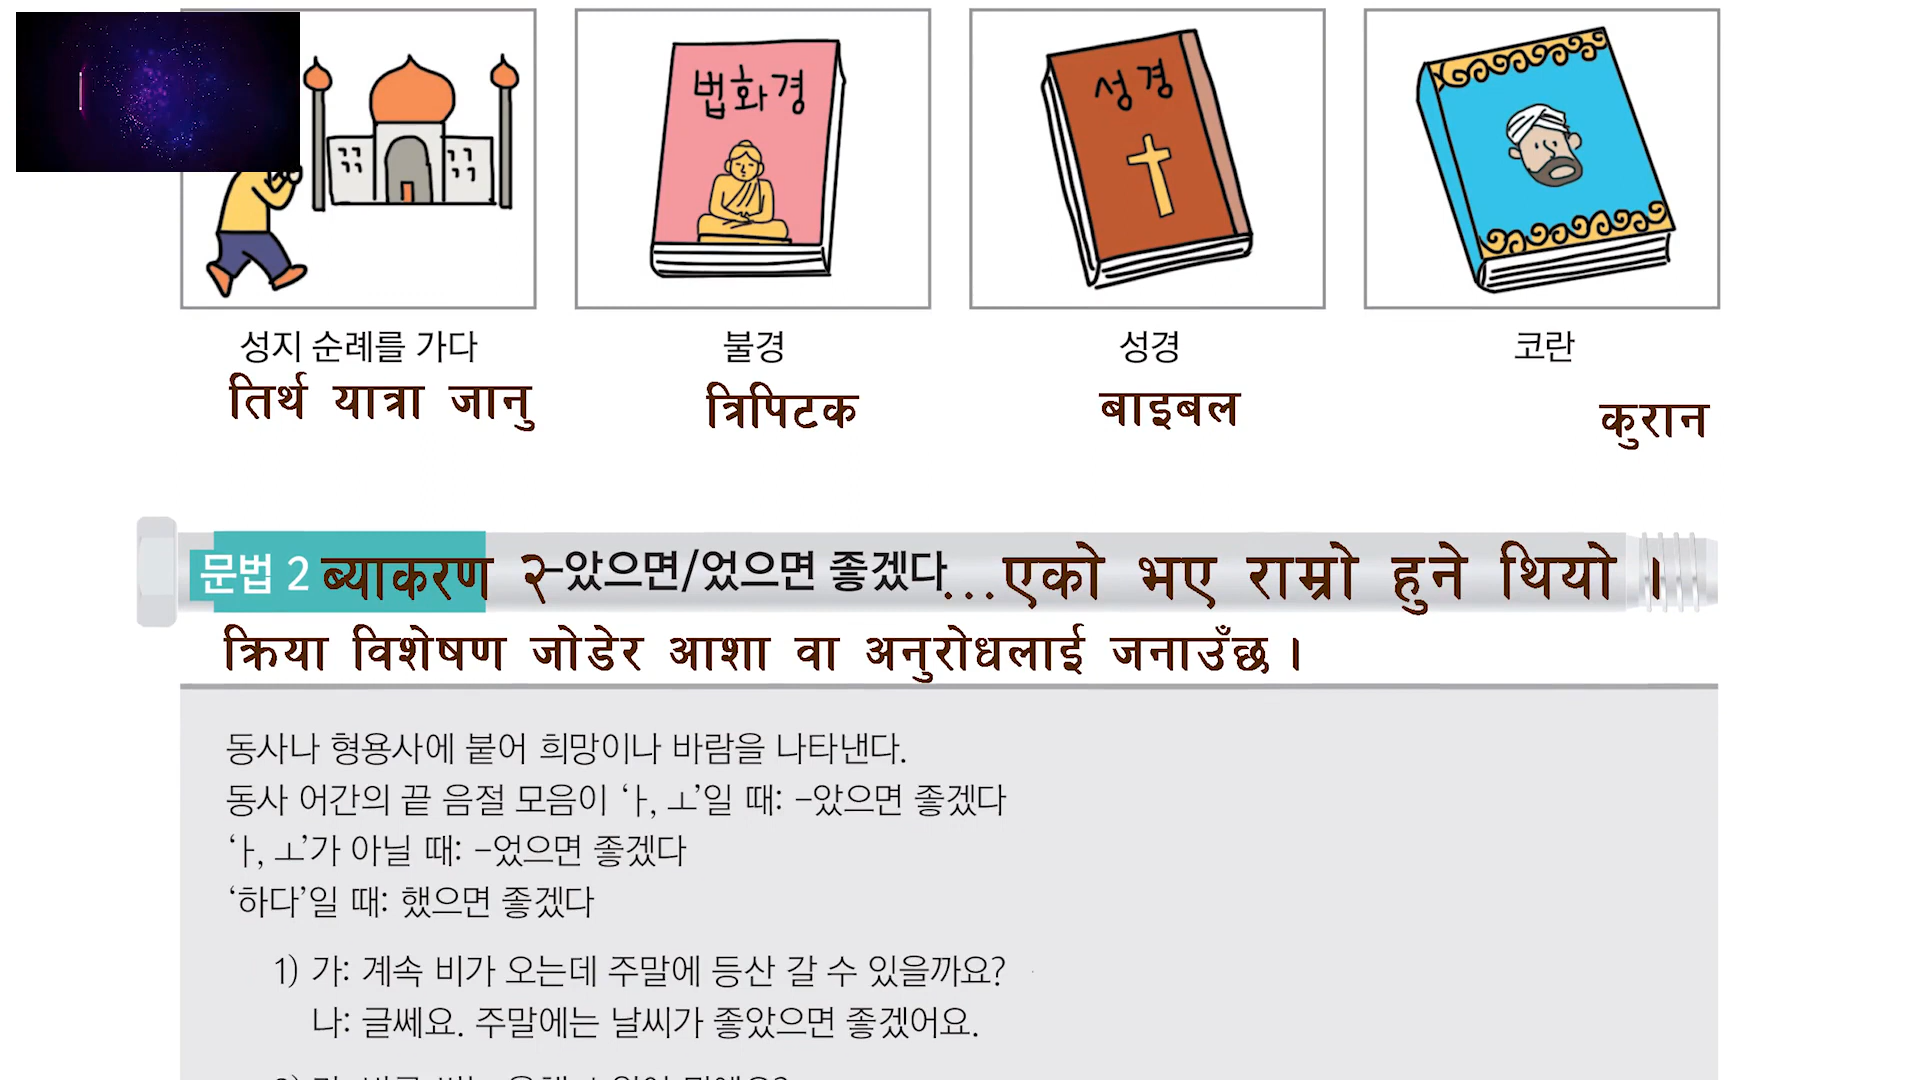 법화경
성경
성지 순례를 가다
불경
성경
코란
तिर्थ यात्रा जानु
त्रिपिटक
बाइबल
कुरान
문법 2 ब्याकरण २ -았으면/었으면 좋겠다 ...एको भए राम्रो हुने थियो ।
क्रिया विशेषण जोडेर आशा वा अनुरोधलाई जनाउँछ ।
동사나 형용사에 붙어 희망이나 바람을 나타낸다.
동사 어간의 끝 음절 모음이 ‘ㅏ, ㅗ’일 때: -았으면 좋겠다
‘ㅏ, ㅗ’가 아닐 때: -었으면 좋겠다
‘하다’일 때: 했으면 좋겠다
1) 가: 계속 비가 오는데 주말에 등산 갈 수 있을까요?
나: 글쎄요. 주말에는 날씨가 좋았으면 좋겠어요.